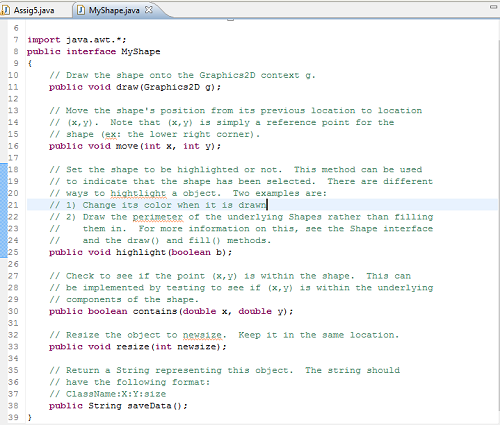 Assig5.java MyShape.java
6
7 import java.awt.*;
8 public interface MyShape
9 {
10 // Draw the shape onto the Graphics2D context g.
11 public void draw(Graphics2D g);
12
13 // Move the shape's position from its previous location to location
14 // (x,y). Note that (x,y) is simply a reference point for the
15 // shape (ex: the lower right corner).
16 public void move(int x, int y);
17
18 // Set the shape to be highlighted or not. This method can be used
19 // to indicate that the shape has been selected. There are different
20 // ways to hightlight a object. Two examples are:
21 // 1) Change its color when it is drawn
22 // 2) Draw the perimeter of the underlying Shapes rather than filling
23 // them in. For more information on this, see the Shape interface
24 // and the draw() and fill() methods.
25 public void highlight(boolean b);
26
27 // Check to see if the point (x,y) is within the shape. This can
28 // be implemented by testing to see if (x,y) is within the underlying
29 // components of the shape.
30 public boolean contains(double x, double y);
31
32 // Resize the object to newsize. Keep it in the same location.
33 public void resize(int newsize);
34
35 // Return a String representing this object. The string should
36 // have the following format:
37 // ClassName:X:Y:size
38 public String saveData();
39 }